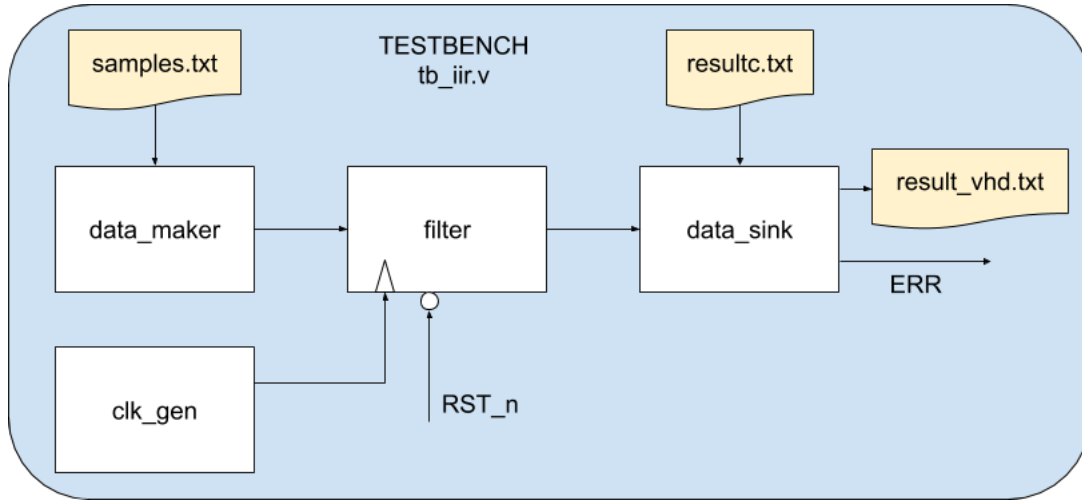 TESTBENCH
tb_iir.v
samples.txt
resultc.txt
result_vhd.txt
data_maker
filter
data_sink
ERR
clk_gen
RST_n